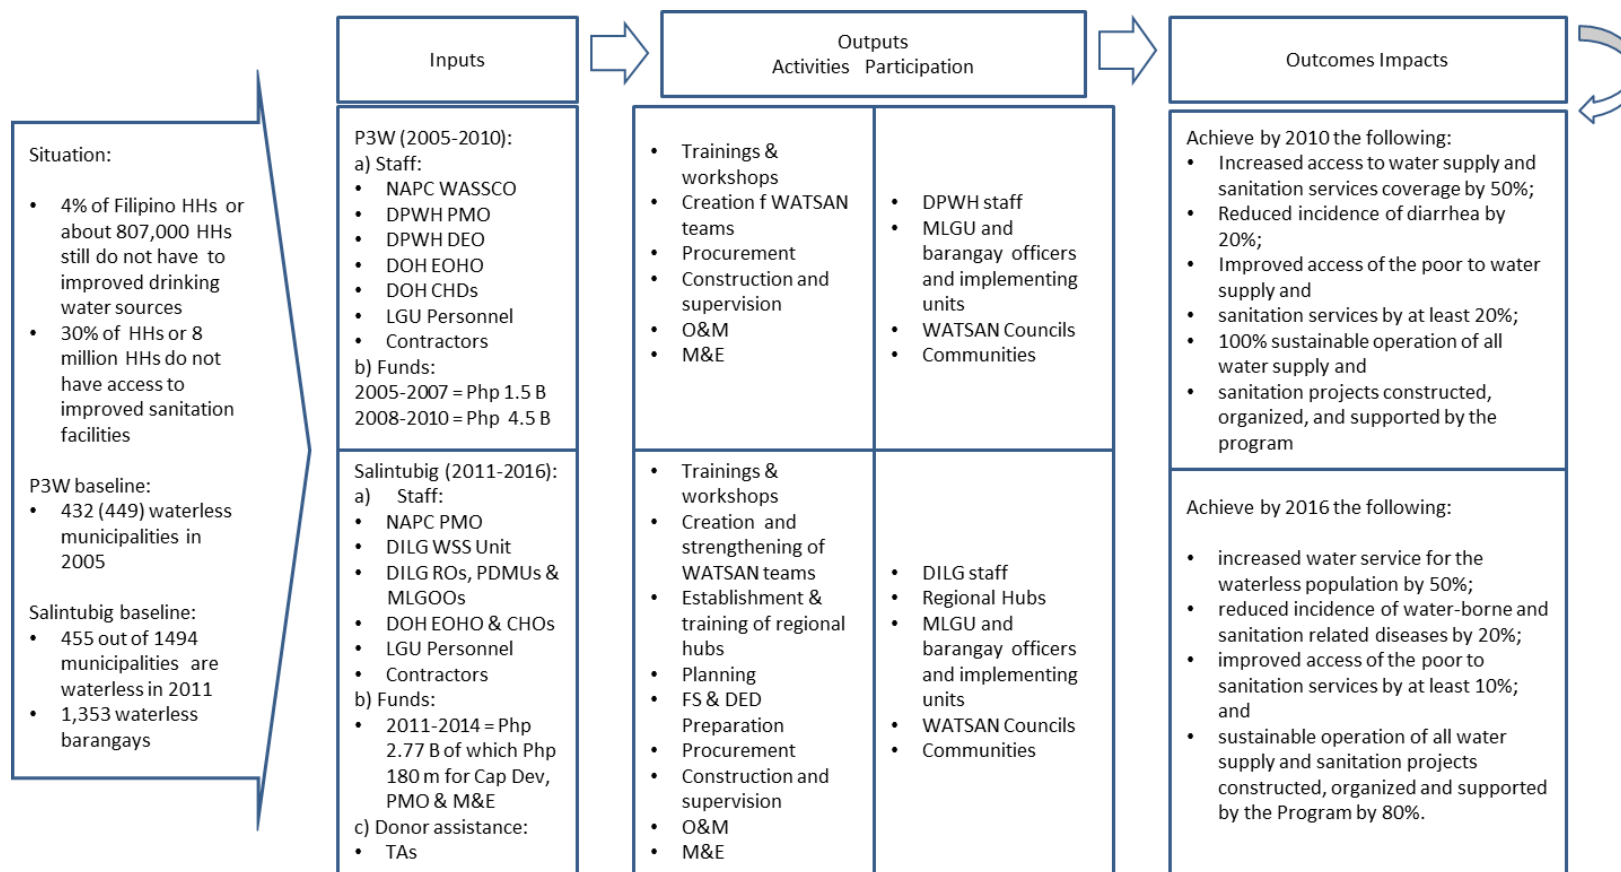 Inputs
Outputs
Activities Participation
Outcomes Impacts
Situation:
• 4% of Filipino HHs or
about 807,000 HHs
still do not have to
improved drinking
water sources
• 30% of HHs or 8
million HHs do not
have access to
improved sanitation
facilities
P3W baseline:
• 432 (449) waterless
municipalities in
2005
Salintubig baseline:
• 455 out of 1494
municipalities are
waterless in 2011
• 1,353 waterless
barangays
P3W (2005-2010):
a) Staff:
• NAPC WASSCO
• DPWH PMO
• DPWH DEO
• DOH EOHO
• DOH CHDs
• LGU Personnel
• Contractors
b) Funds:
2005-2007 = Php 1.5 B
2008-2010 = Php 4.5 B
• Trainings &
workshops
• Creation f WATSAN
teams
• Procurement
• Construction and
supervision
• O&M
• M&E
• DPWH staff
• MLGU and
barangay officers
and implementing
units
• WATSAN Councils
• Communities
Achieve by 2010 the following:
• Increased access to water supply and
sanitation services coverage by 50%;
• Reduced incidence of diarrhea by
20%;
• Improved access of the poor to water
supply and
• sanitation services by at least 20%;
• 100% sustainable operation of all
water supply and
• sanitation projects constructed,
organized, and supported by the
program
Salintubig (2011-2016):
a) Staff:
• NAPC PMO
• DILG WSS Unit
• DILG ROs, PDMUs &
MLGOOs
• DOH EOHO & CHOs
• LGU Personnel
• Contractors
b) Funds:
• 2011-2014 = Php
2.77 B of which Php
180 m for Cap Dev,
PMO & M&E
c) Donor assistance:
• TAs
• Trainings &
workshops
• Creation and
strengthening of
WATSAN teams
• Establishment &
training of regional
hubs
• Planning
• FS & DED
Preparation
• Procurement
• Construction and
supervision
• O&M
• M&E
• DILG staff
• Regional Hubs
• MLGU and
barangay officers
and implementing
units
• WATSAN Councils
• Communities
Achieve by 2016 the following:
• increased water service for the
waterless population by 50%;
• reduced incidence of water-borne and
sanitation related diseases by 20%;
• improved access of the poor to
sanitation services by at least 10%;
and
• sustainable operation of all water
supply and sanitation projects
constructed, organized and supported
by the Program by 80%.